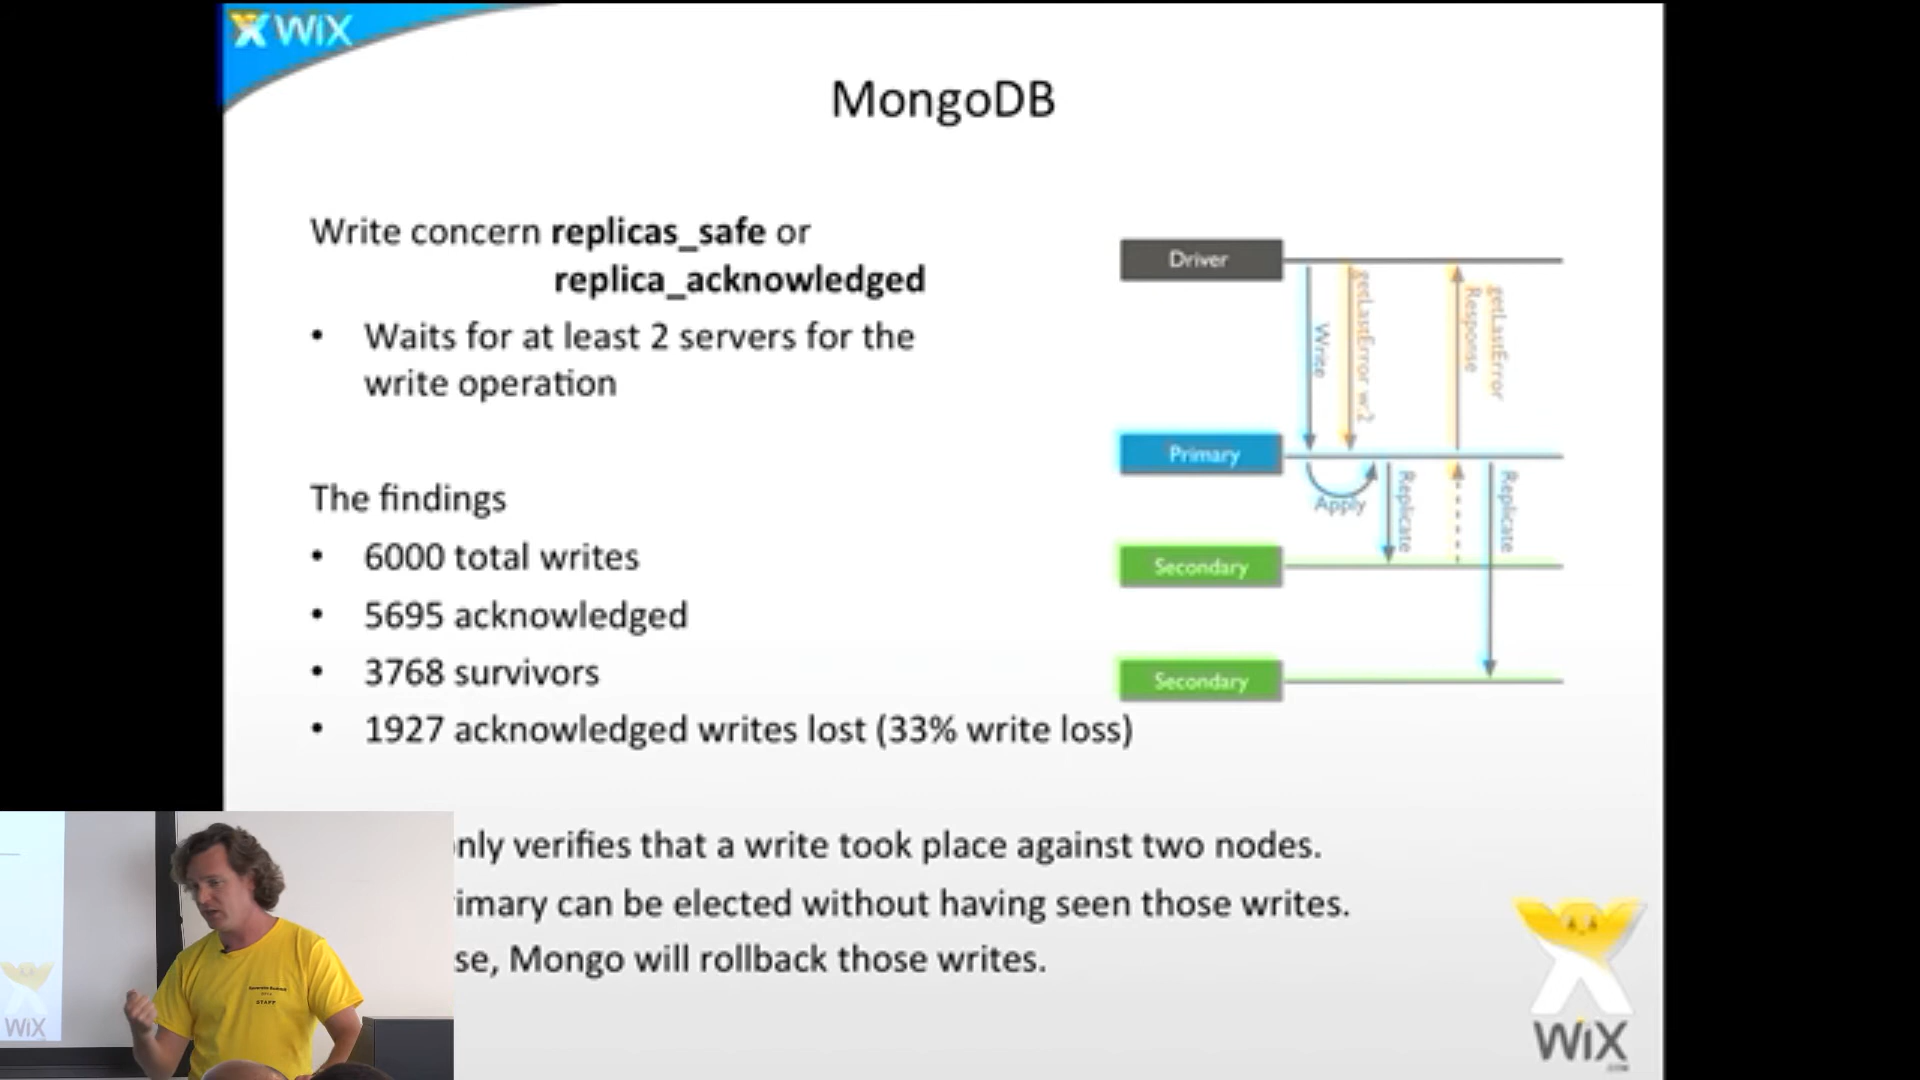 WiX
MongoDB
Write concern replicas_safe or
replica_acknowledged
• Waits for at least 2 servers for the
write operation
The findings
• 6000 total writes
• 5695 acknowledged
• 3768 survivors
• 1927 acknowledged writes lost (33% write loss)
only verifies that a write took place against two nodes.
can be elected without having seen those writes.
Mongo will rollback those writes.
Driver
Write
getLastError w:2
getLastError
Response
Primary
Apply
Replicate
Replicate
Secondary
Secondary
WiX
.COM
WiX
STAFF